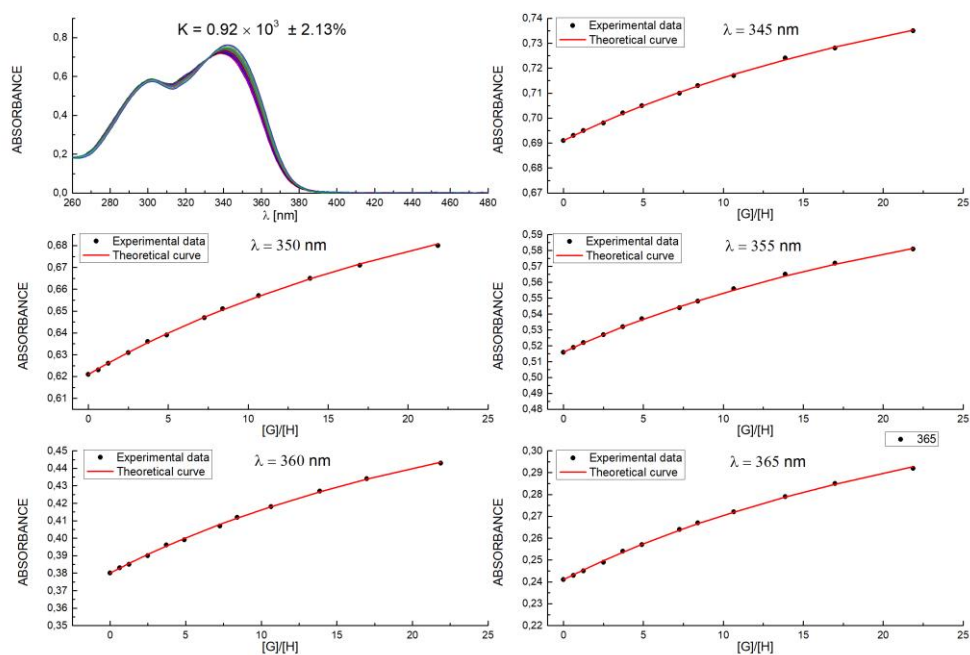 K = 0.92 × 10³ ± 2.13%
ABSORBANCE
0,8
0,6
0,4
0,2
0,0
260 280 300 320 340 360 380 400 420 440 460 480
λ [nm]
Experimental data
Theoretical curve
λ = 345 nm
ABSORBANCE
0,74
0,73
0,72
0,71
0,70
0,69
0,68
0,67
0 5 10 15 20 25
[G]/[H]
Experimental data
Theoretical curve
λ = 350 nm
ABSORBANCE
0,68
0,67
0,66
0,65
0,64
0,63
0,62
0,61
0 5 10 15 20 25
[G]/[H]
Experimental data
Theoretical curve
λ = 355 nm
ABSORBANCE
0,59
0,58
0,57
0,56
0,55
0,54
0,53
0,52
0,51
0,50
0,49
0,48
0 5 10 15 20 25
[G]/[H]
Experimental data
Theoretical curve
λ = 360 nm
ABSORBANCE
0,45
0,44
0,43
0,42
0,41
0,40
0,39
0,38
0,37
0,36
0,35
0 5 10 15 20 25
[G]/[H]
365
Experimental data
Theoretical curve
λ = 365 nm
ABSORBANCE
0,30
0,29
0,28
0,27
0,26
0,25
0,24
0,23
0,22
0 5 10 15 20 25
[G]/[H]